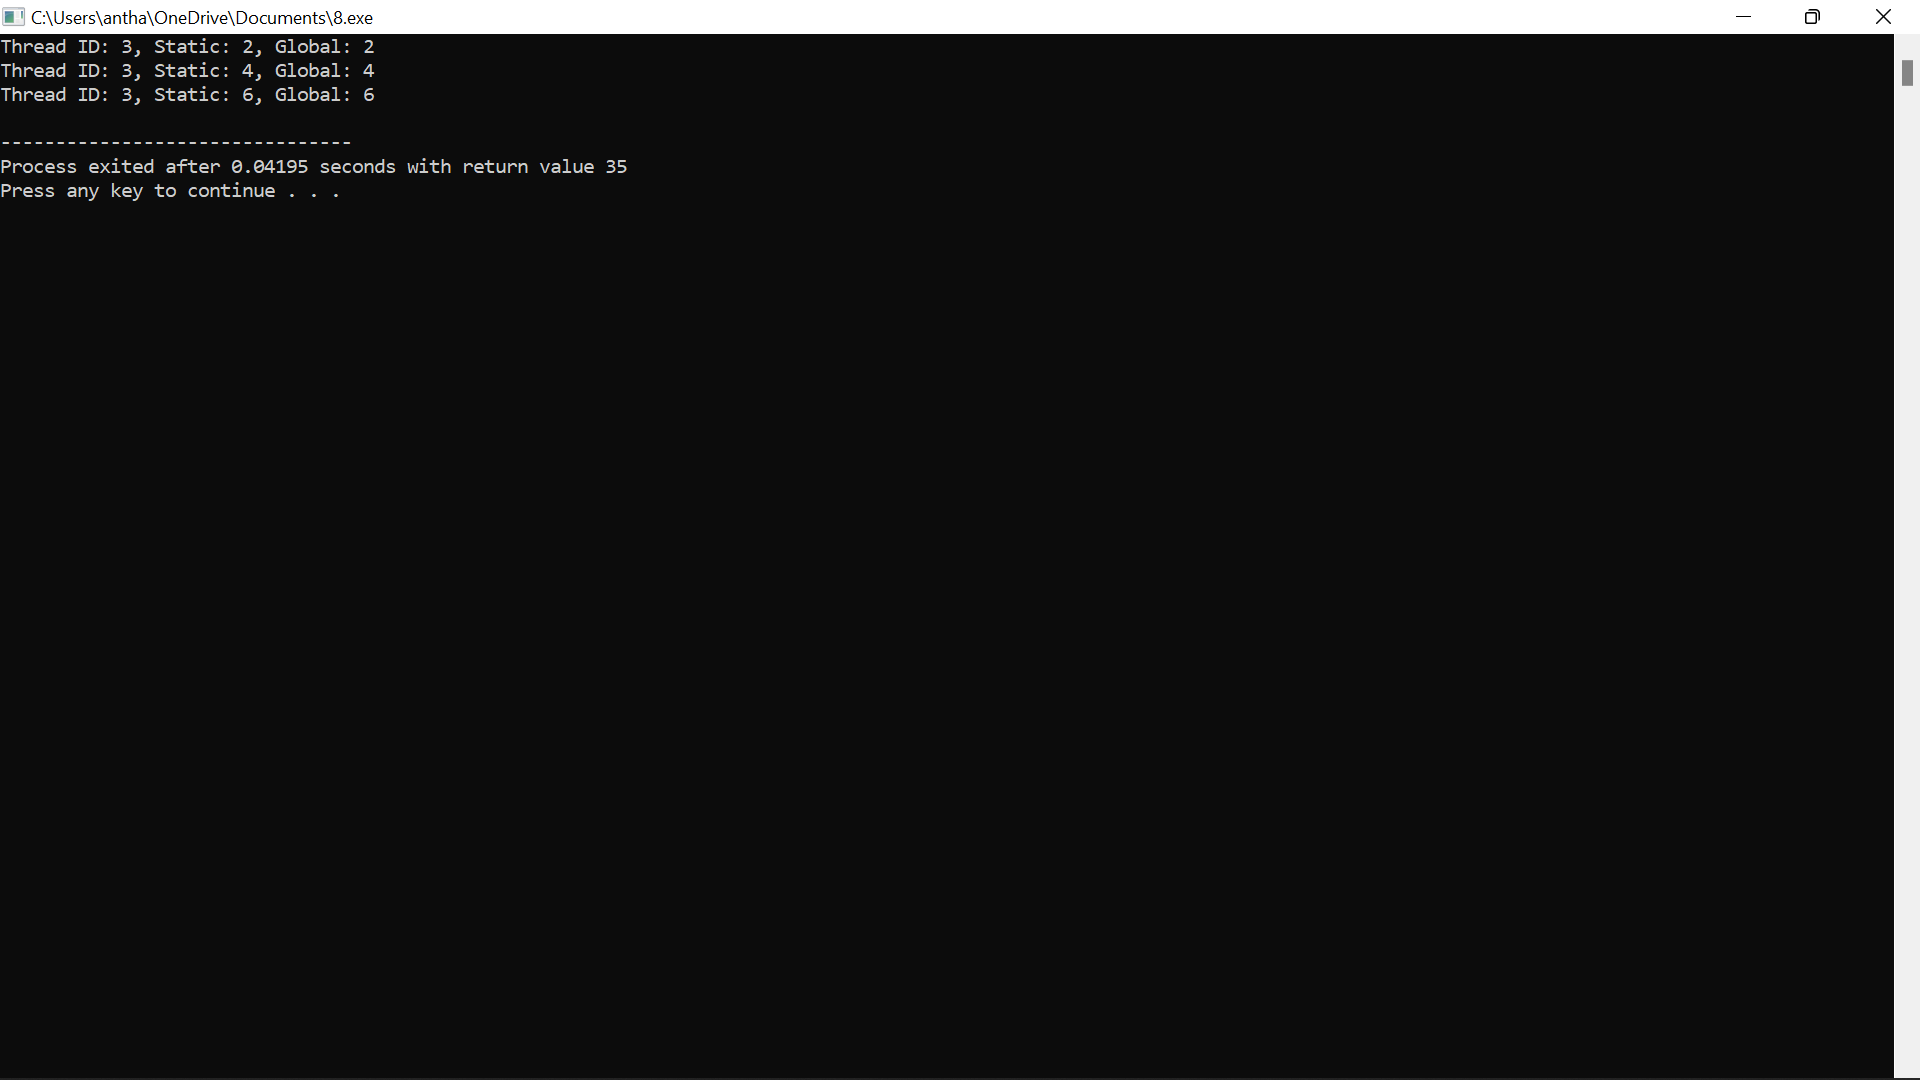 C:\Users\antha\OneDrive\Documents\8.exe
Thread ID: 3, Static: 2, Global: 2
Thread ID: 3, Static: 4, Global: 4
Thread ID: 3, Static: 6, Global: 6
--------------------------------
Process exited after 0.04195 seconds with return value 35
Press any key to continue . . .